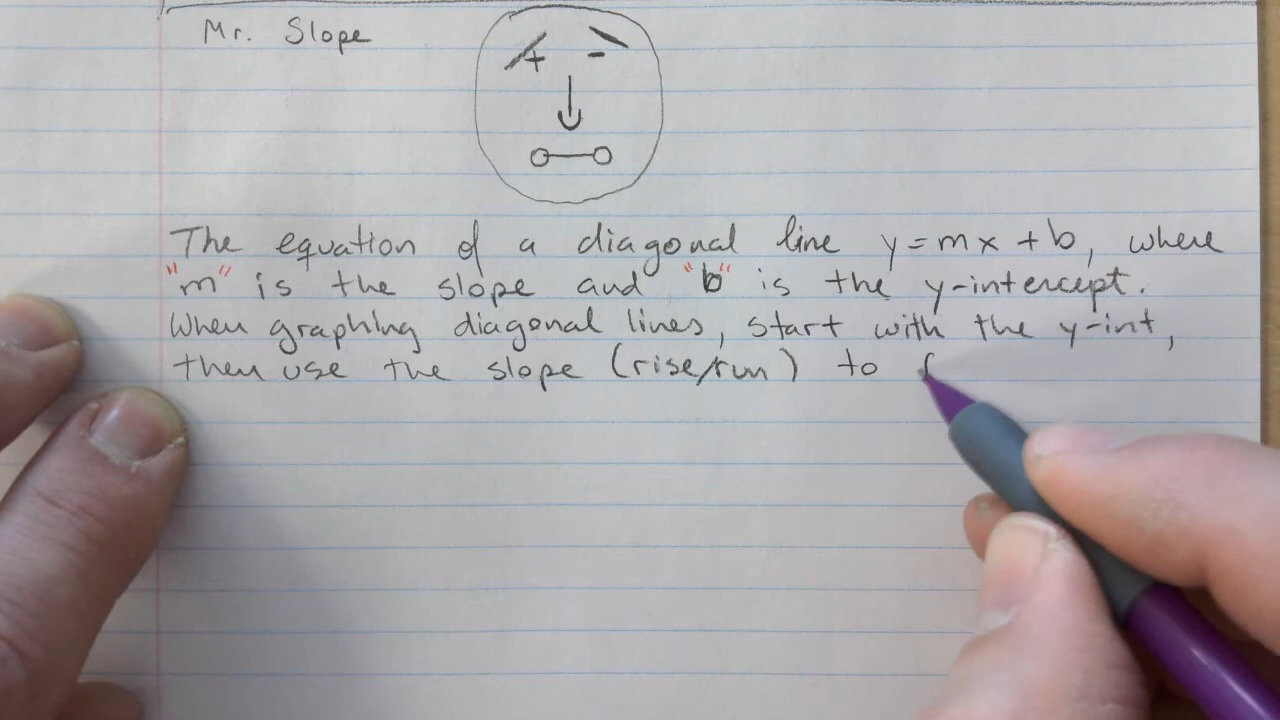 Mr. Slope
+ -
The equation of a diagonal line y = mx + b, where
"m" is the slope and "b" is the y-intercept.
When graphing diagonal lines, start with the y-int,
then use the slope (rise/run) to